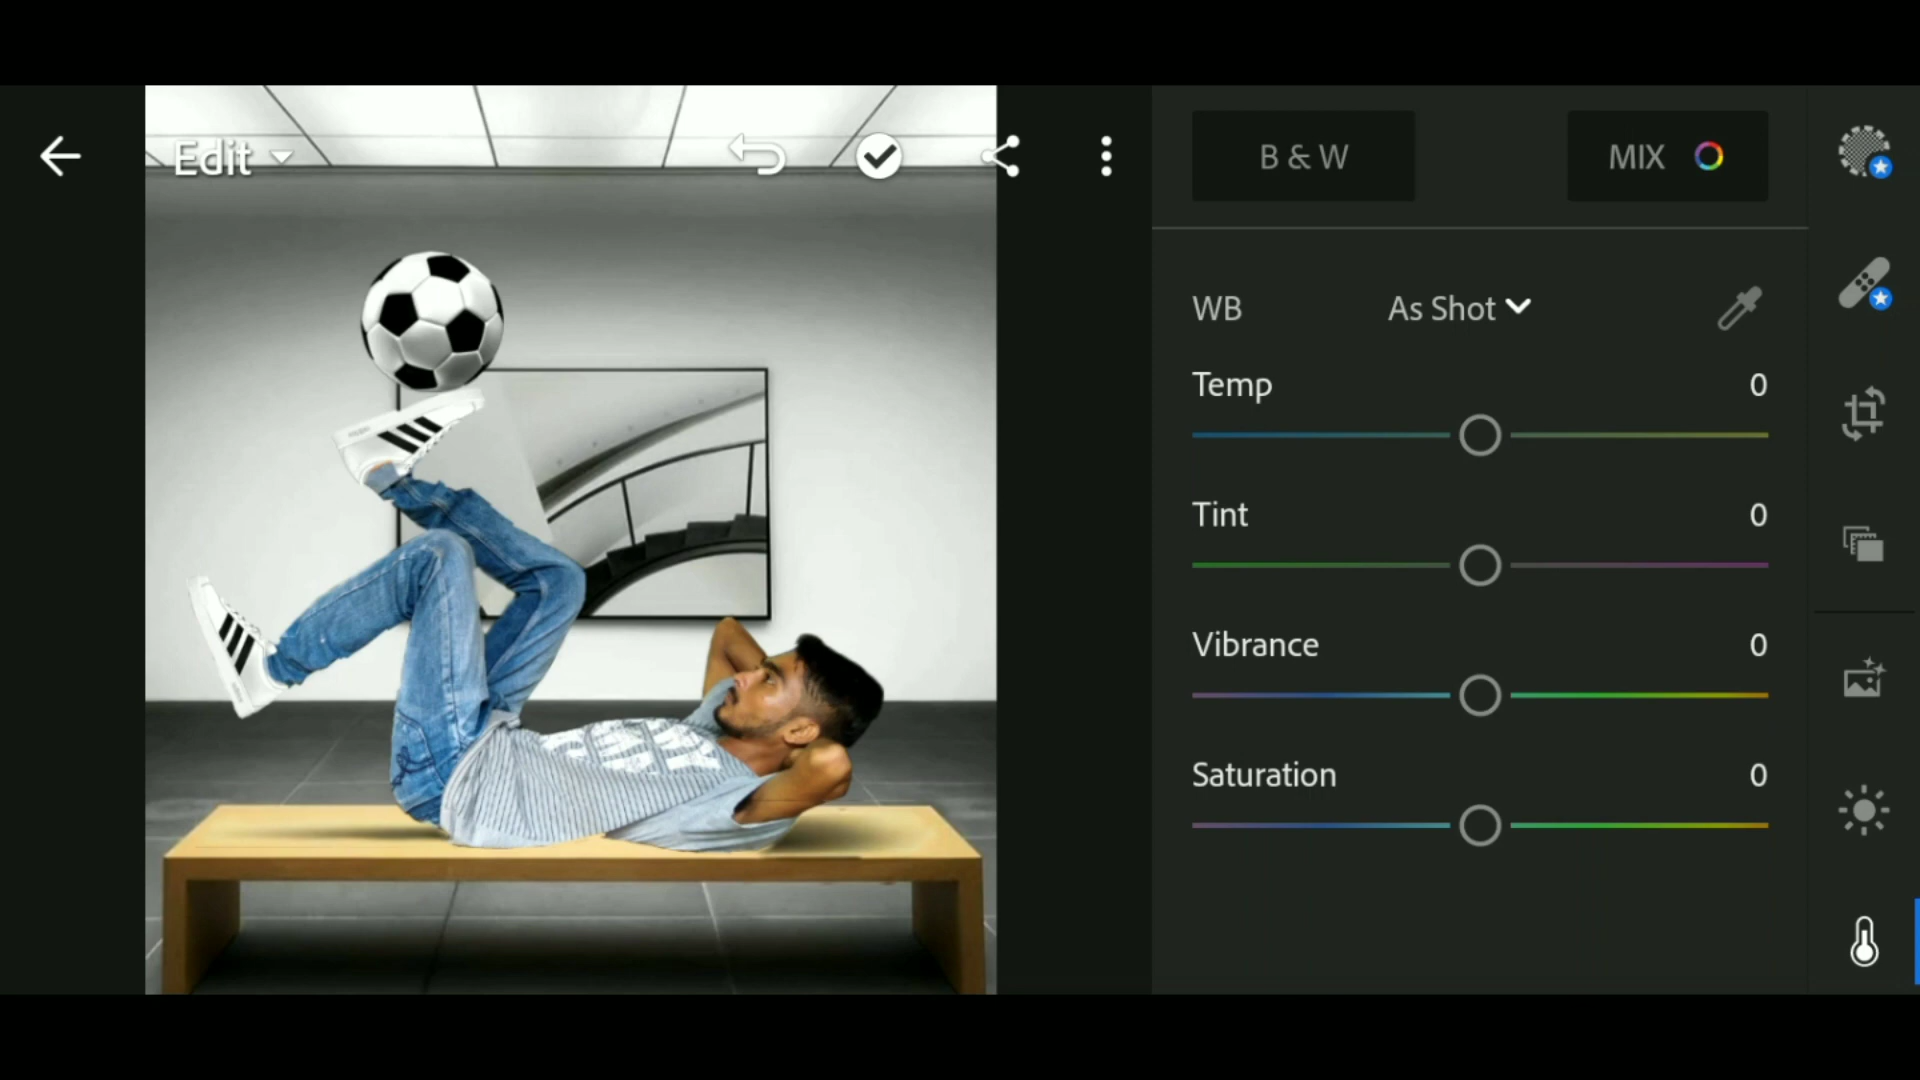 Edit
B & W
MIX
WB
As Shot
Temp
0
Tint
0
Vibrance
0
Saturation
0